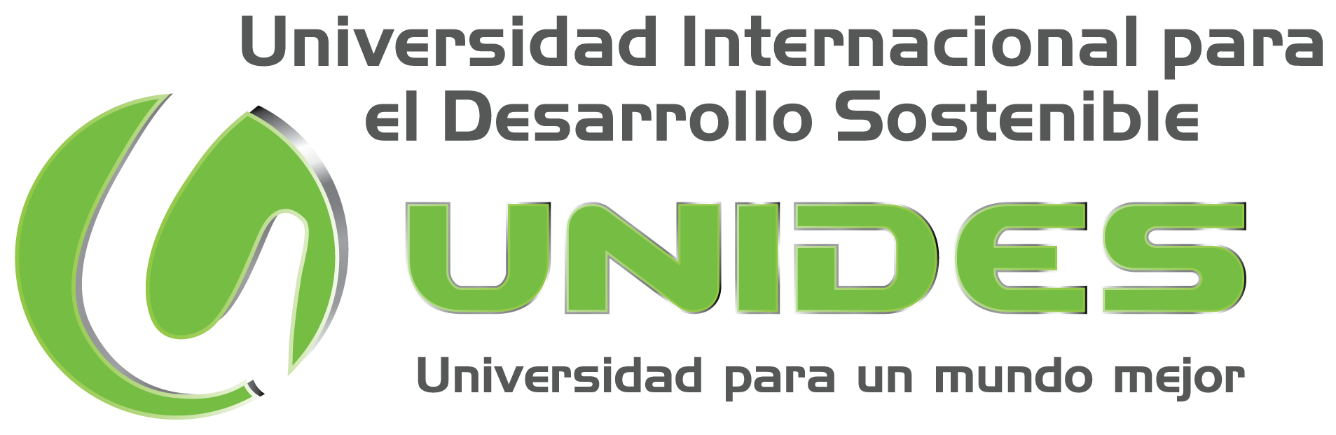 Universidad Internacional para
el Desarrollo Sostenible
UNIDES
Universidad para un mundo mejor